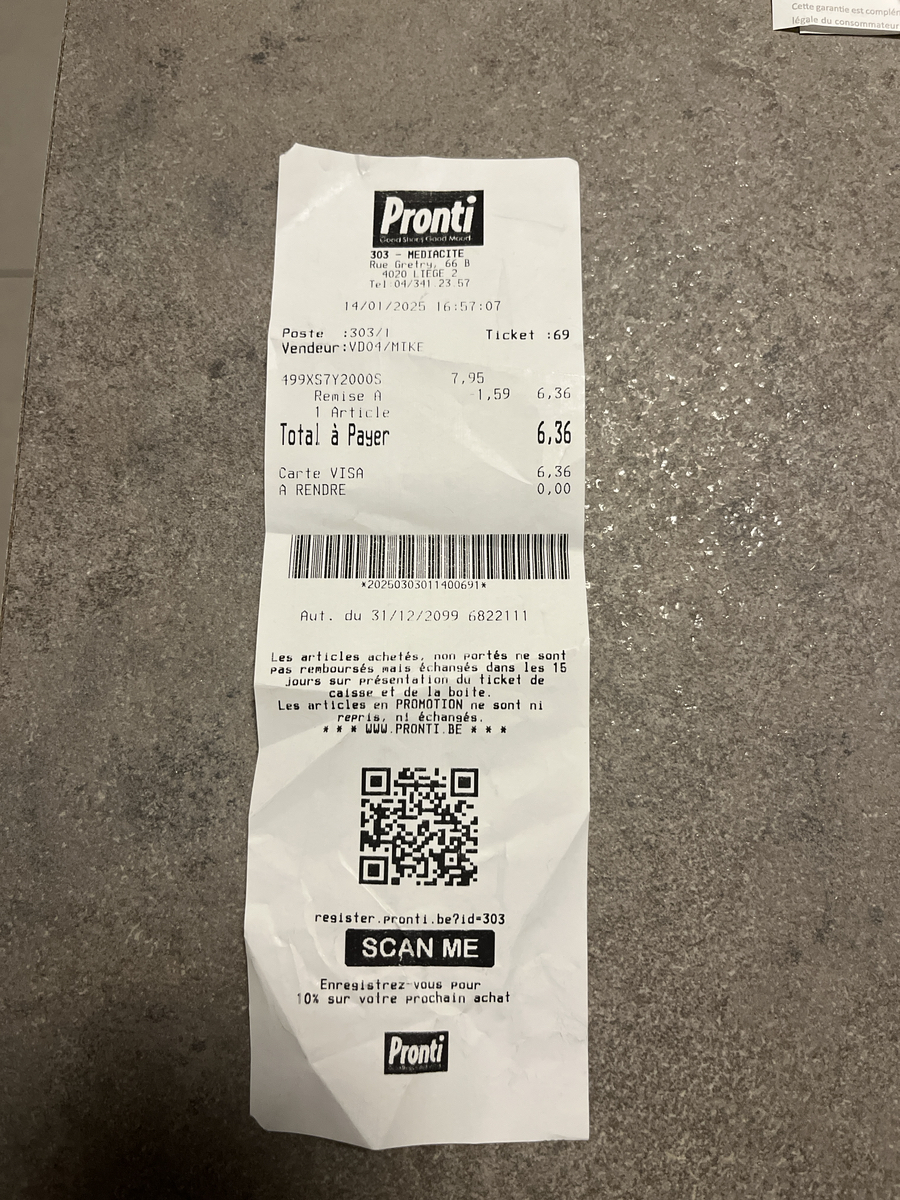 Cette garantie est
légale du consommateur
Pronti
Good Shoes Good Mood
303 - MEDIACITE
Rue Gretry, 66 B
4020 LIEGE 2
Tel 04/341.23.57
14/01/2025 16:57:07
Poste :303/1 Ticket :69
Vendeur:VD04/MIKE
499XS7Y2000S 7,95
Remise A -1,59 6,36
1 Article
Total à Payer 6,36
Carte VISA 6,36
A RENDRE 0,00
*20250303011400691*
Aut. du 31/12/2099 6822111
Les articles achetés, non portés ne sont
pas remboursés mais échangés dans les 15
jours sur présentation du ticket de
caisse et de la boite.
Les articles en PROMOTION ne sont ni
repris, ni échangés.
* * * WWW.PRONTI.BE * * *
register.pronti.be?id=303
SCAN ME
Enregistrez-vous pour
10% sur votre prochain achat
Pronti